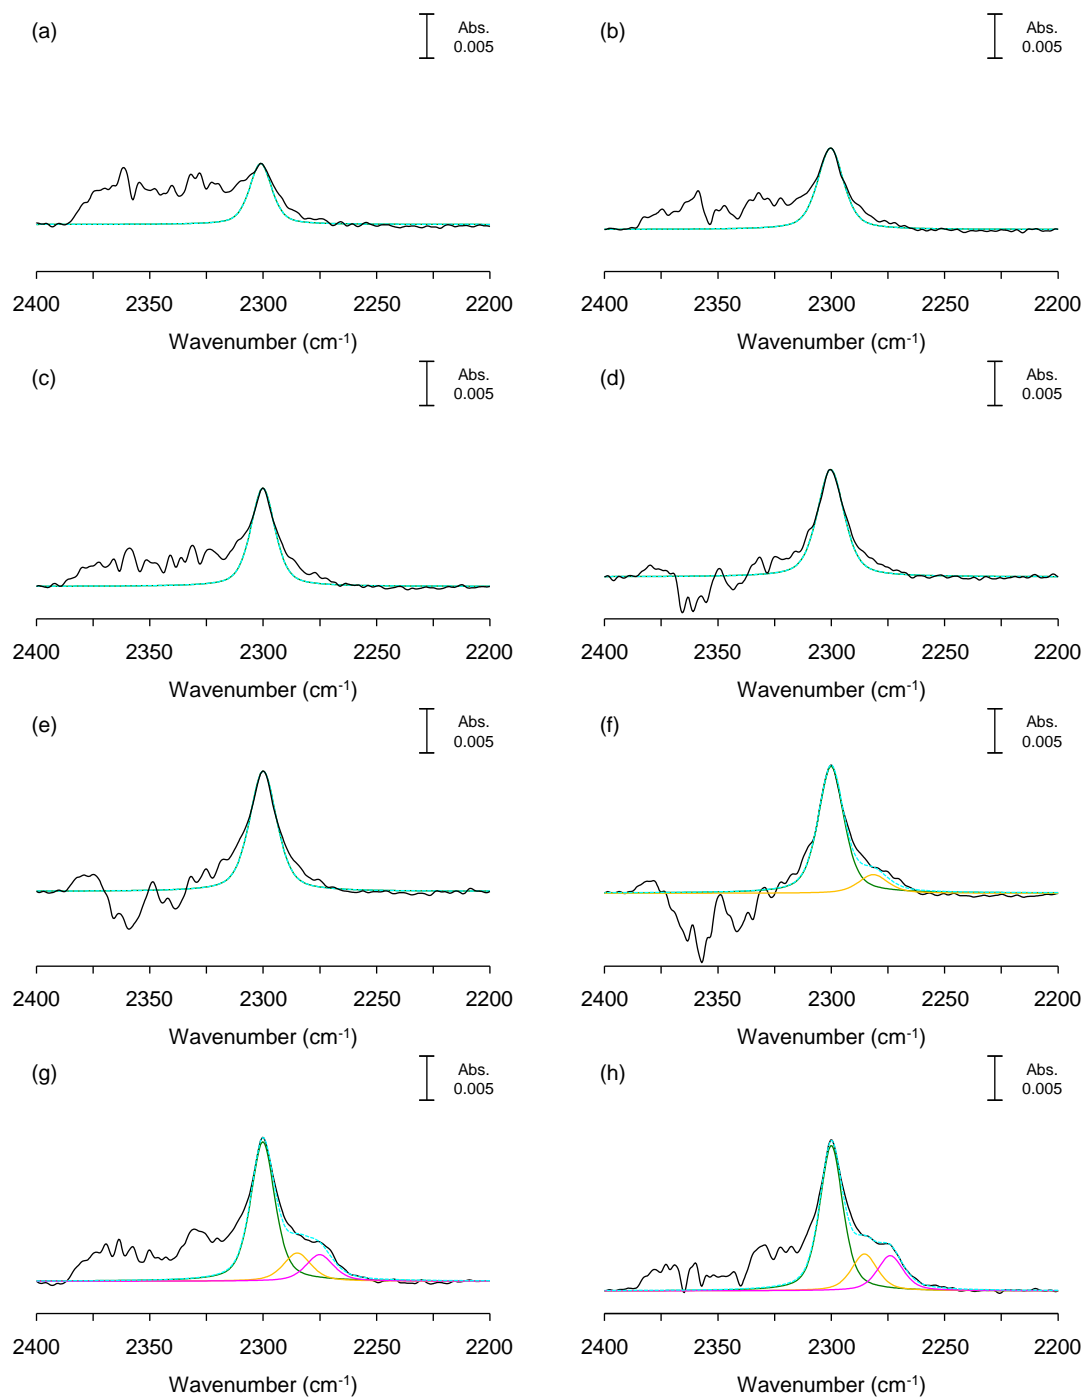 (a) Abs. (b) Abs.
0.005 0.005
2400 2350 2300 2250 2200 2400 2350 2300 2250 2200
Wavenumber (cm⁻¹) Wavenumber (cm⁻¹)
(c) Abs. (d) Abs.
0.005 0.005
2400 2350 2300 2250 2200 2400 2350 2300 2250 2200
Wavenumber (cm⁻¹) Wavenumber (cm⁻¹)
(e) Abs. (f) Abs.
0.005 0.005
2400 2350 2300 2250 2200 2400 2350 2300 2250 2200
Wavenumber (cm⁻¹) Wavenumber (cm⁻¹)
(g) Abs. (h) Abs.
0.005 0.005
2400 2350 2300 2250 2200 2400 2350 2300 2250 2200
Wavenumber (cm⁻¹) Wavenumber (cm⁻¹)